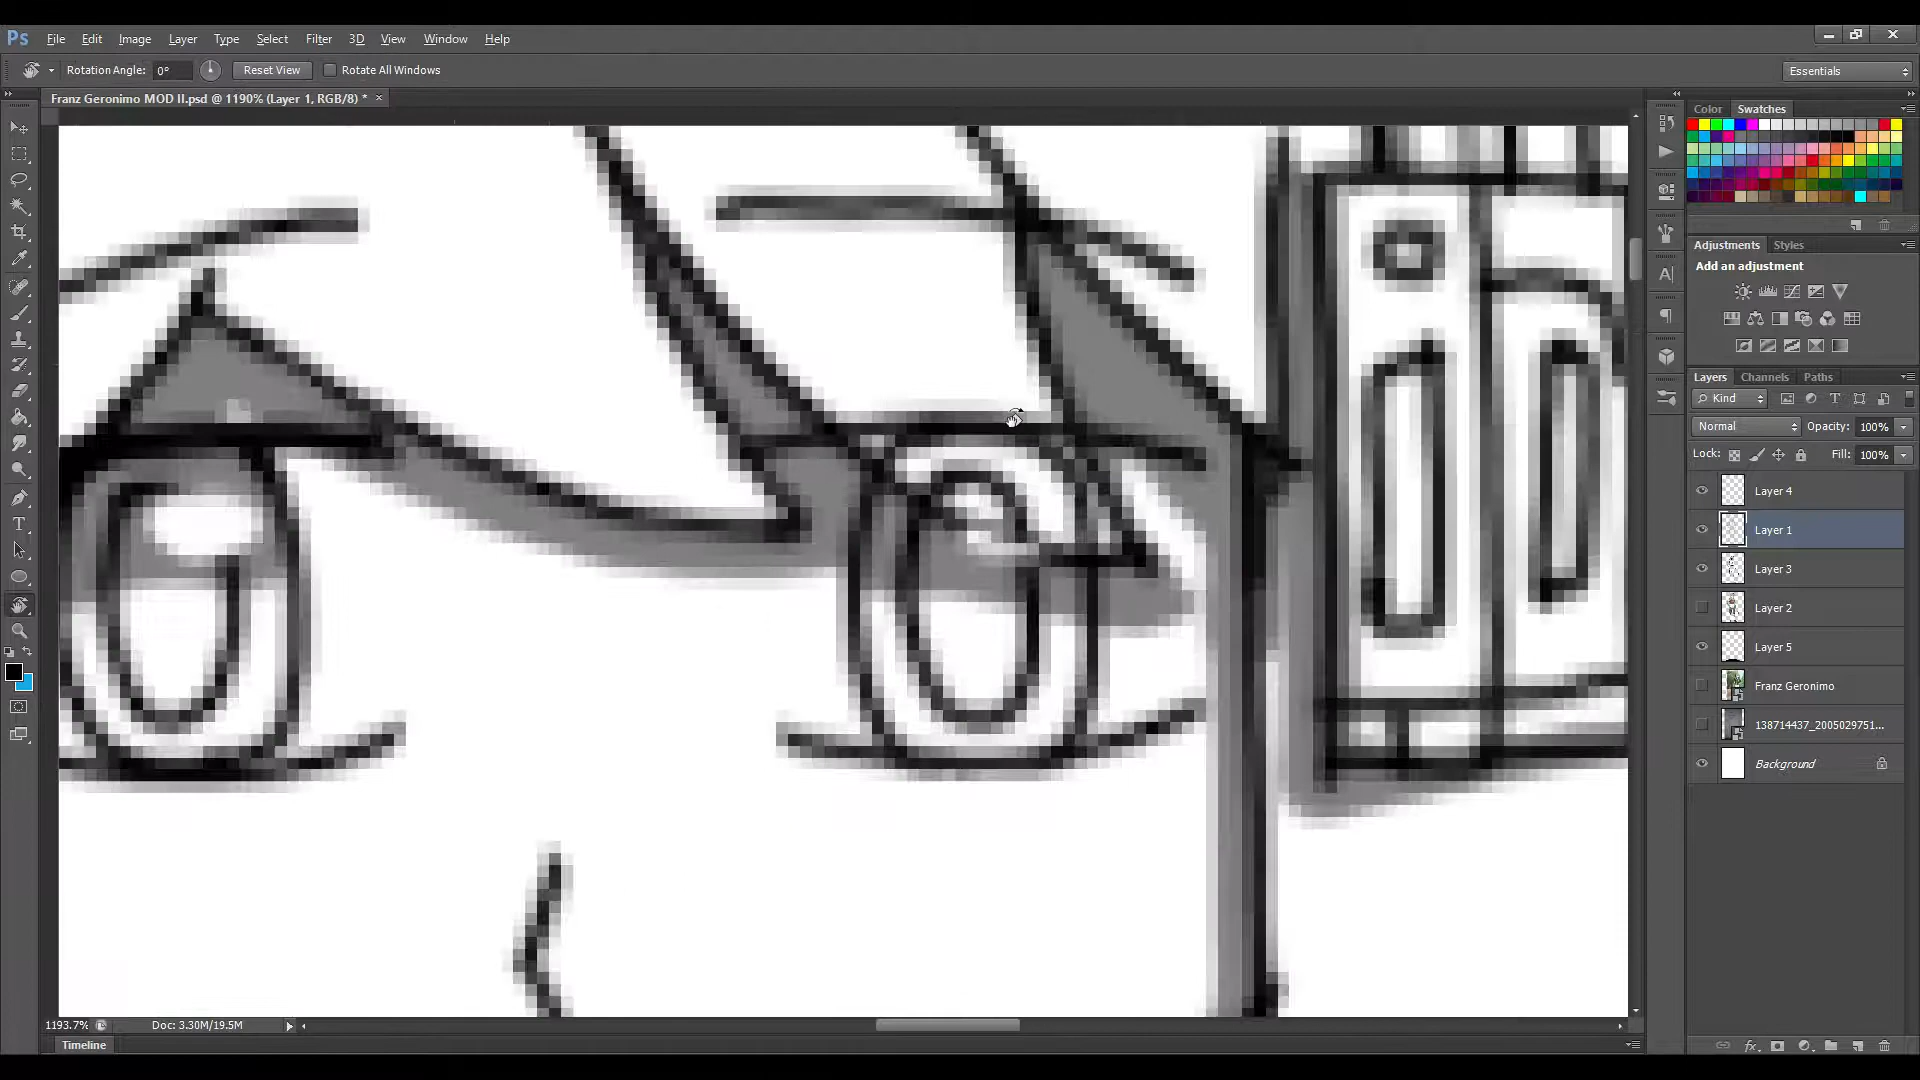 Ps File Edit Image Layer Type Select Filter 3D View Window Help
Rotation Angle: 0° Reset View Rotate All Windows Essentials
Franz Geronimo MOD II.psd @ 1190% (Layer 1, RGB/8) * ×
Color Swatches
Adjustments Styles
Add an adjustment
Layers Channels Paths
Kind
Normal Opacity: 100%
Lock: Fill: 100%
Layer 4
Layer 1
Layer 3
Layer 2
Layer 5
Franz Geronimo
138714437_2005029751...
Background
1193.7% Doc: 3.30M/19.5M
Timeline